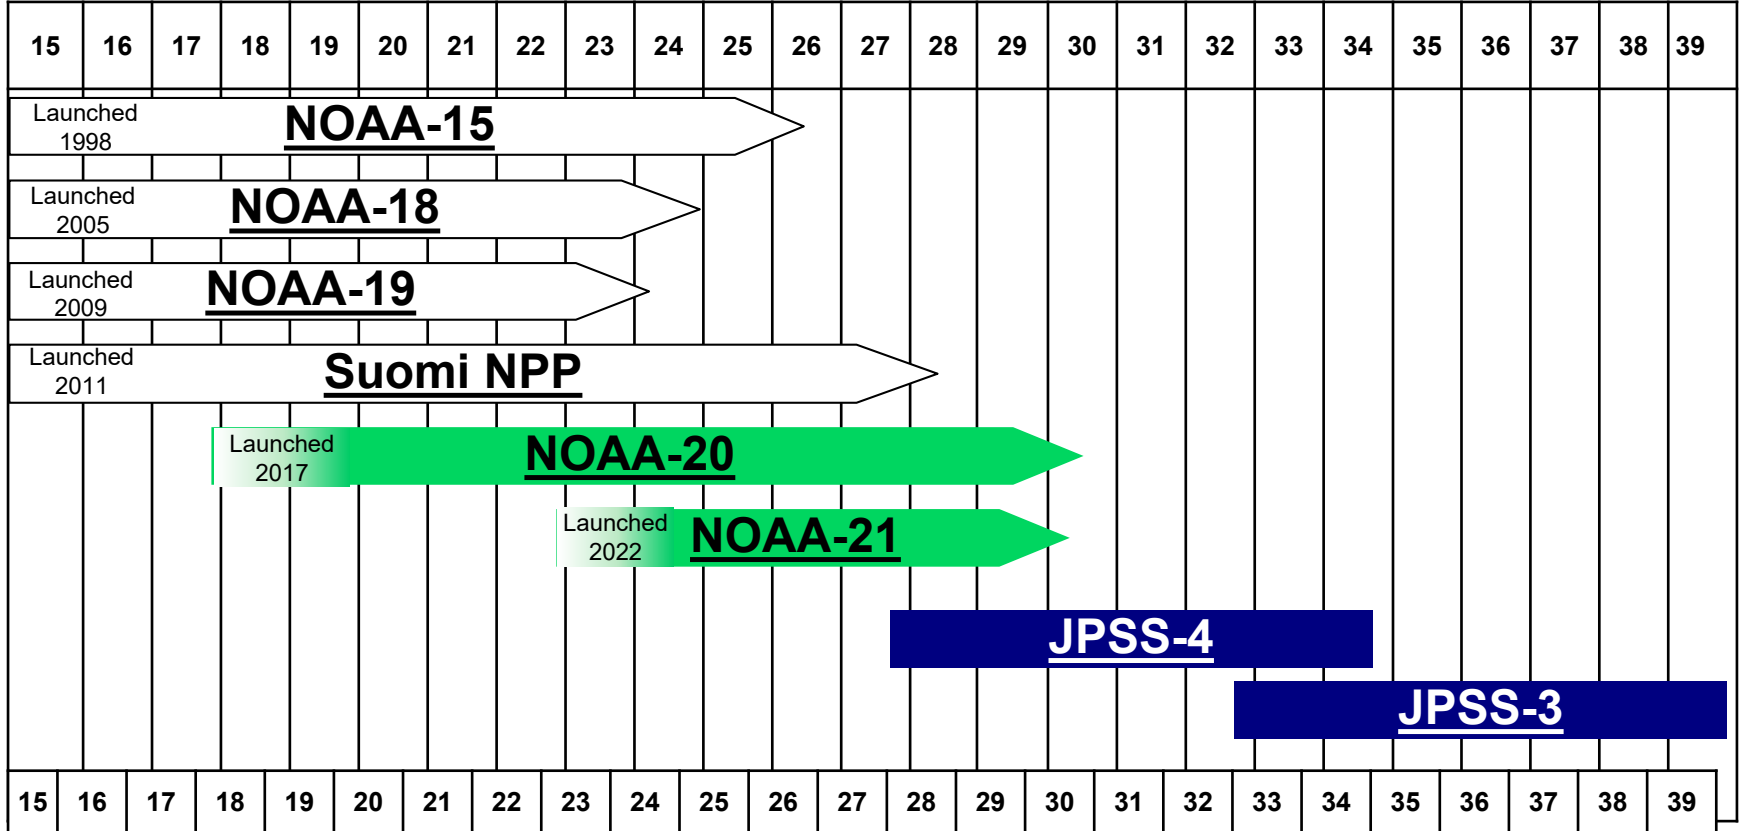 15 16 17 18 19 20 21 22 23 24 25 26 27 28 29 30 31 32 33 34 35 36 37 38 39
Launched
1998
NOAA-15
Launched
2005
NOAA-18
Launched
2009
NOAA-19
Launched
2011
Suomi NPP
Launched
2017
NOAA-20
Launched
2022
NOAA-21
JPSS-4
JPSS-3
15 16 17 18 19 20 21 22 23 24 25 26 27 28 29 30 31 32 33 34 35 36 37 38 39